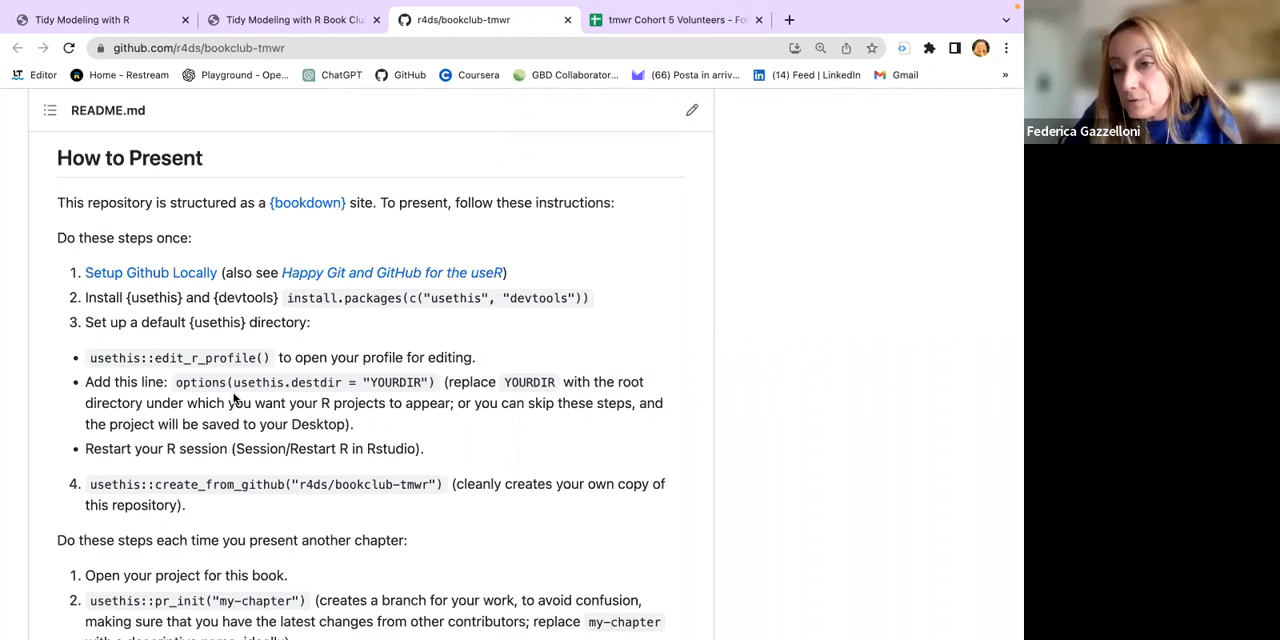 Tidy Modeling with R
Tidy Modeling with R Book Clu
r4ds/bookclub-tmwr
tmwr Cohort 5 Volunteers - Fo
github.com/r4ds/bookclub-tmwr
Editor
Home - Restream
Playground - Ope...
ChatGPT
GitHub
Coursera
GBD Collaborator...
(66) Posta in arriv...
(14) Feed | LinkedIn
Gmail
»
README.md
Federica Gazzelloni
How to Present
This repository is structured as a {bookdown} site. To present, follow these instructions:
Do these steps once:
1. Setup Github Locally (also see Happy Git and GitHub for the useR)
2. Install {usethis} and {devtools} install.packages(c("usethis", "devtools"))
3. Set up a default {usethis} directory:
• usethis::edit_r_profile() to open your profile for editing.
• Add this line: options(usethis.destdir = "YOURDIR") (replace YOURDIR with the root
directory under which you want your R projects to appear; or you can skip these steps, and
the project will be saved to your Desktop).
• Restart your R session (Session/Restart R in Rstudio).
4. usethis::create_from_github("r4ds/bookclub-tmwr") (cleanly creates your own copy of
this repository).
Do these steps each time you present another chapter:
1. Open your project for this book.
2. usethis::pr_init("my-chapter") (creates a branch for your work, to avoid confusion,
making sure that you have the latest changes from other contributors; replace my-chapter